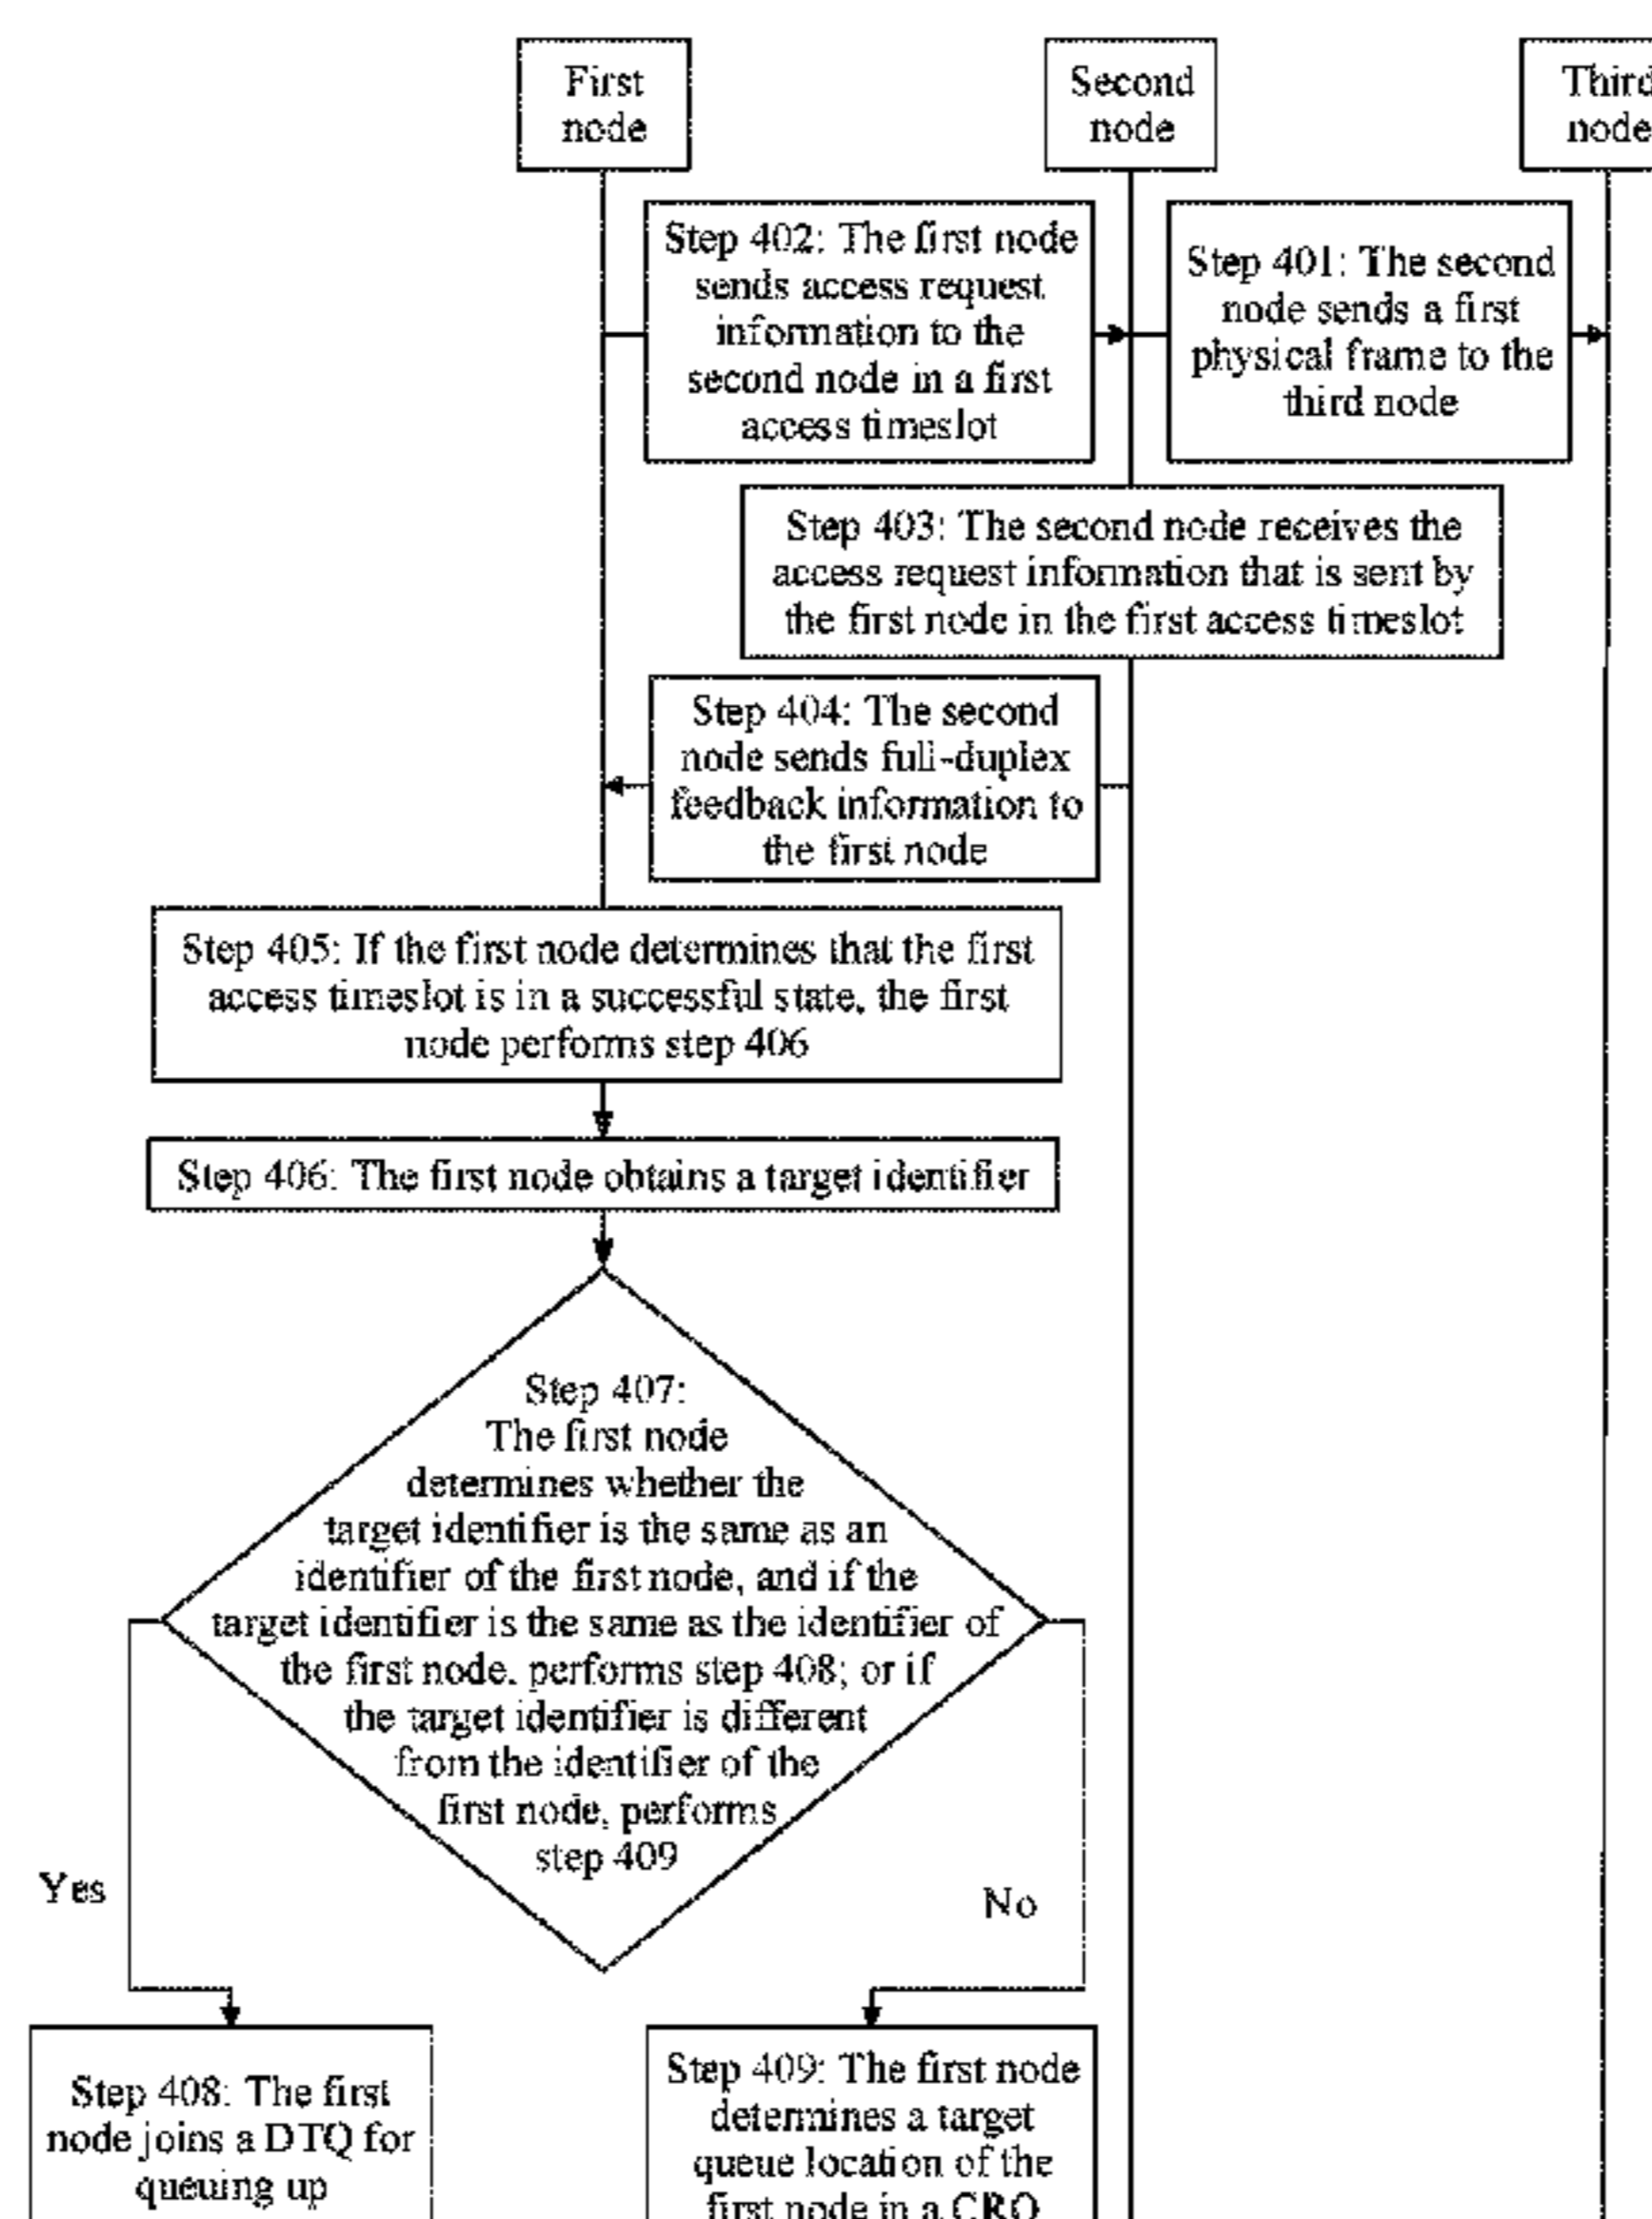 First
node
Second
node
Third
node
Step 402: The first node
sends access request
information to the
second node in a first
access timeslot
Step 401: The second
node sends a first
physical frame to the
third node
Step 403: The second node receives the
access request information that is sent by
the first node in the first access timeslot
Step 404: The second
node sends full-duplex
feedback information to
the first node
Step 405: If the first node determines that the first
access timeslot is in a successful state, the first
node performs step 406
Step 406: The first node obtains a target identifier
Step 407:
The first node
determines whether the
target identifier is the same as an
identifier of the first node, and if the
target identifier is the same as the identifier of
the first node, performs step 408; or if
the target identifier is different
from the identifier of the
first node, performs
step 409
Yes
No
Step 408: The first
node joins a DTQ for
queuing up
Step 409: The first node
determines a target
queue location of the
first node in a CRQ